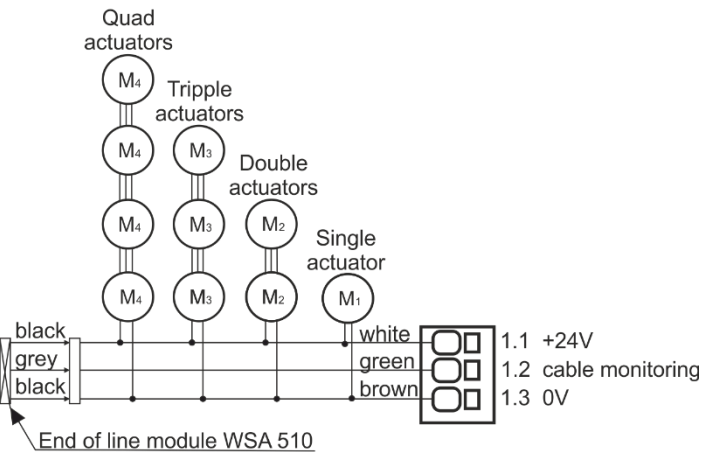 Quad
actuators
M4
Tripple
actuators
M4
M3
Double
actuators
M4
M3
M2
Single
actuator
M4
M3
M2
M1
black
white
1.1 +24V
grey
green
1.2 cable monitoring
black
brown
1.3 0V
End of line module WSA 510